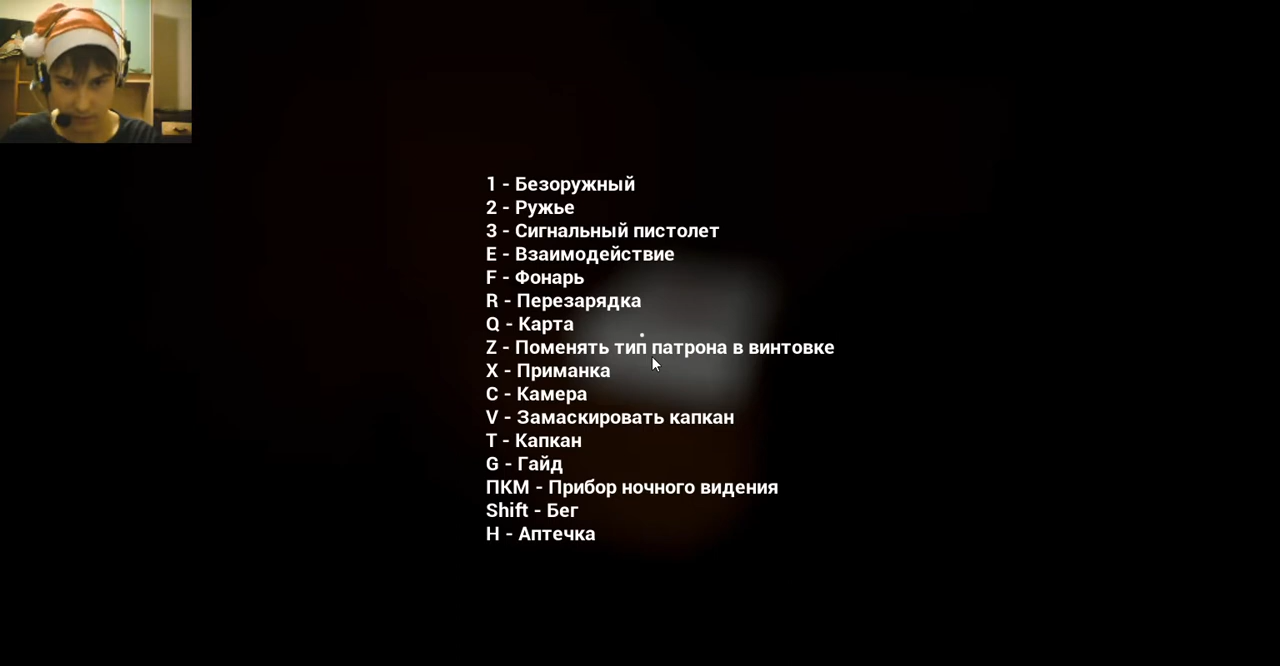 1 - Безоружный
2 - Ружье
3 - Сигнальный пистолет
E - Взаимодействие
F - Фонарь
R - Перезарядка
Q - Карта
Z - Поменять тип патрона в винтовке
X - Приманка
C - Камера
V - Замаскировать капкан
T - Капкан
G - Гайд
ПКМ - Прибор ночного видения
Shift - Бег
H - Аптечка